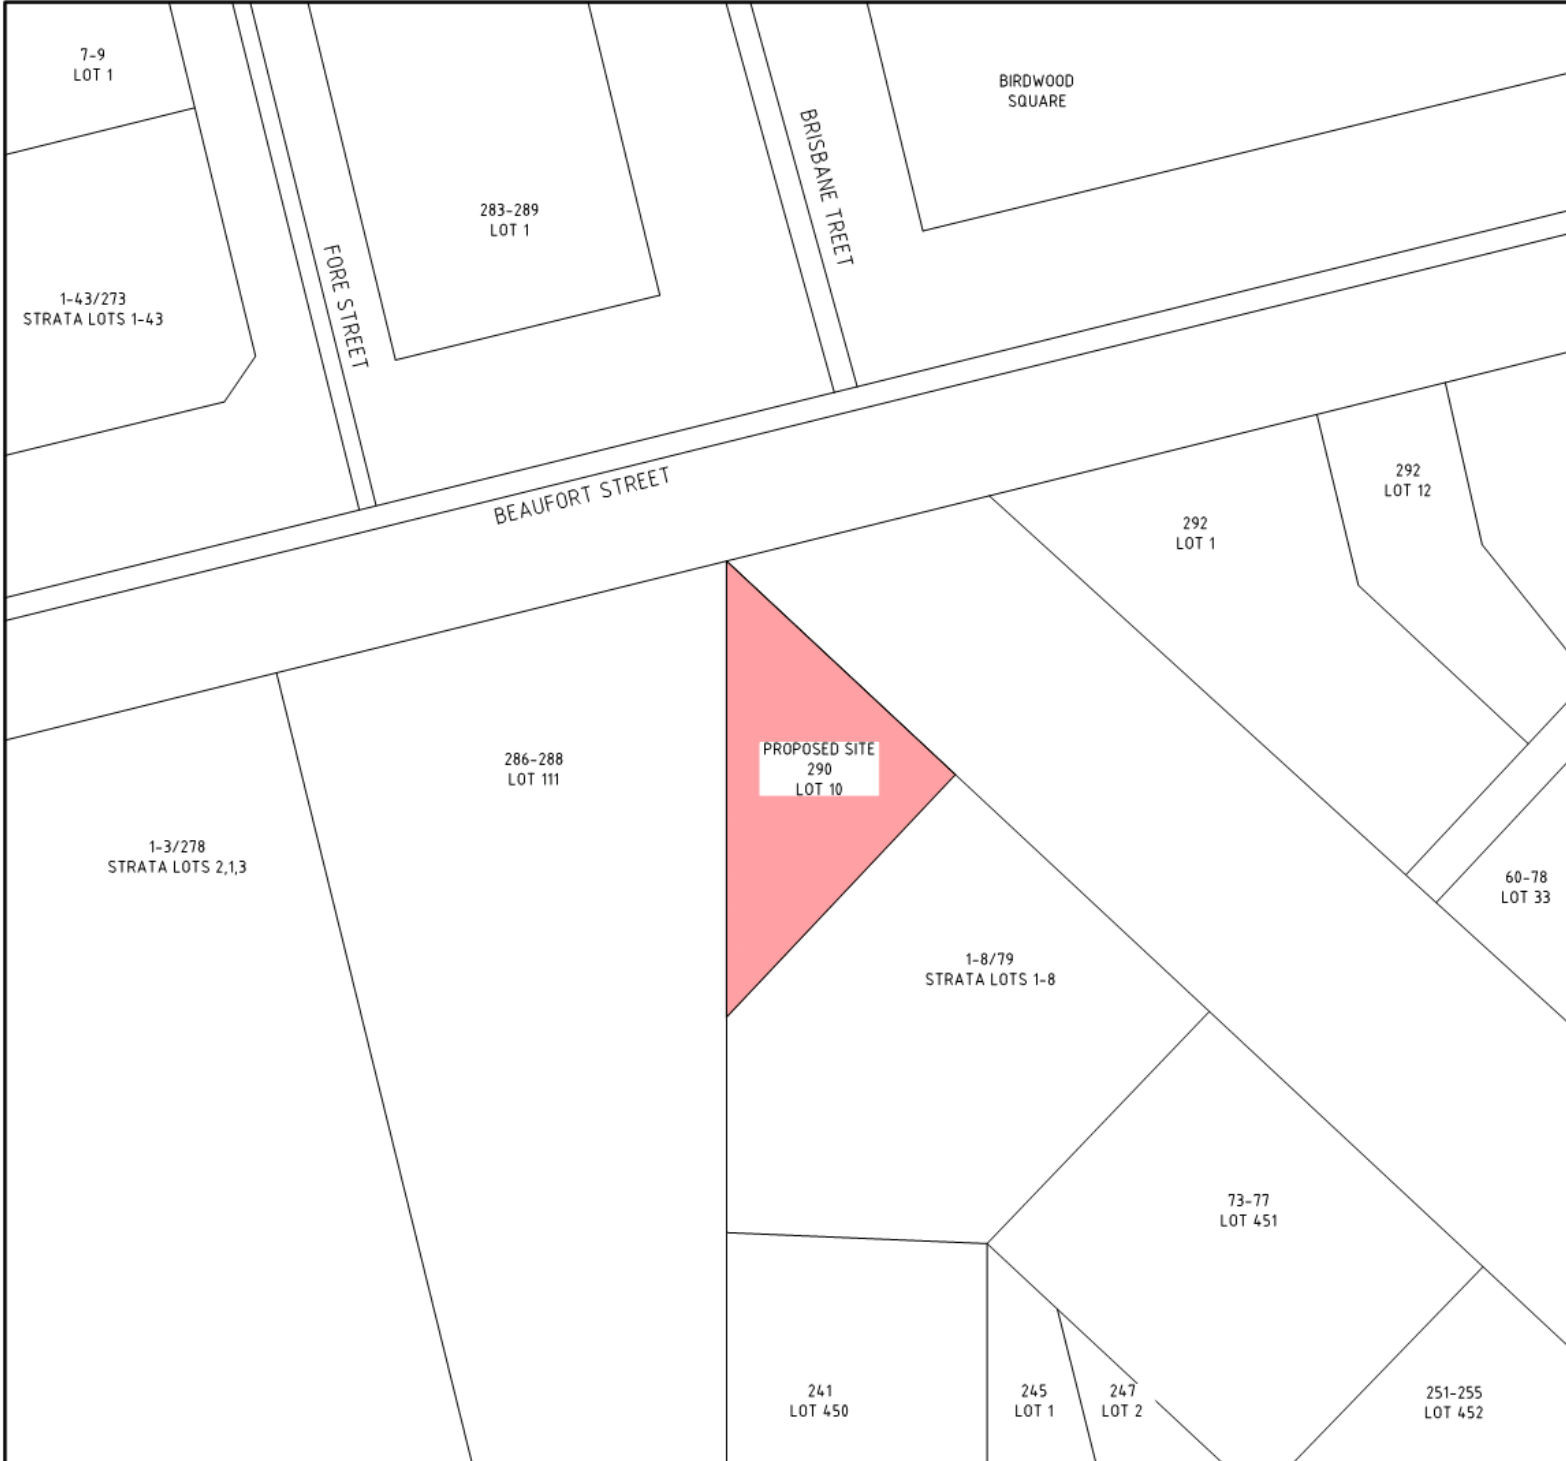 7-9
LOT 1
BIRDWOOD
SQUARE
BRISBANE TREET
283-289
LOT 1
FORE STREET
1-43/273
STRATA LOTS 1-43
BEAUFORT STREET
292
LOT 12
292
LOT 1
PROPOSED SITE
290
LOT 10
286-288
LOT 111
1-3/278
STRATA LOTS 2,1,3
60-78
LOT 33
1-8/79
STRATA LOTS 1-8
73-77
LOT 451
241
LOT 450
245
LOT 1
247
LOT 2
251-255
LOT 452